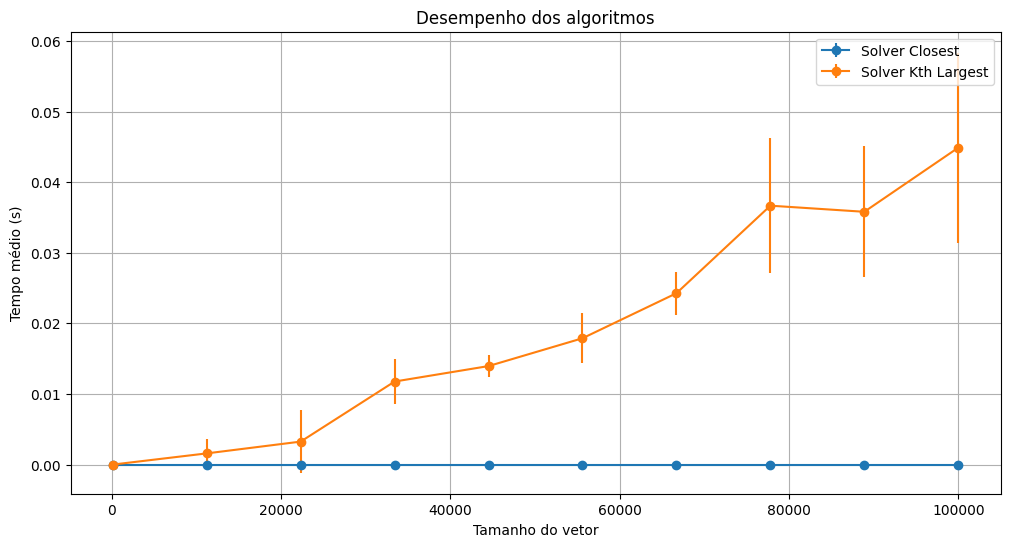 Desempenho dos algoritmos
Solver Closest
Solver Kth Largest
Tempo médio (s)
0.06
0.05
0.04
0.03
0.02
0.01
0.00
0 20000 40000 60000 80000 100000
Tamanho do vetor